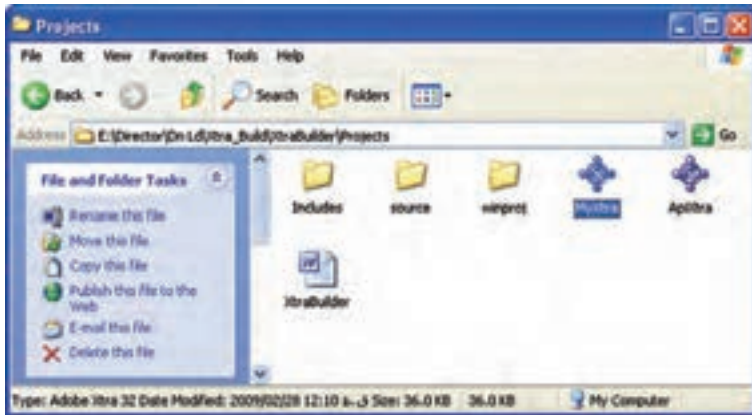 Projects
File Edit View Favorites Tools Help
Back Search Folders
Address E:\Director\On Ld\Xtra_Build\XtraBuilder\Projects Go
File and Folder Tasks
Rename this file
Move this file
Copy this file
Publish this file to the
Web
E-mail this file
Delete this file
Includes source winproj MyXtra ApiXtra
XtraBuilder
Type: Adobe Xtra 32 Date Modified: 2009/02/28 12:10 ق.ظ Size: 36.0 KB 36.0 KB My Computer